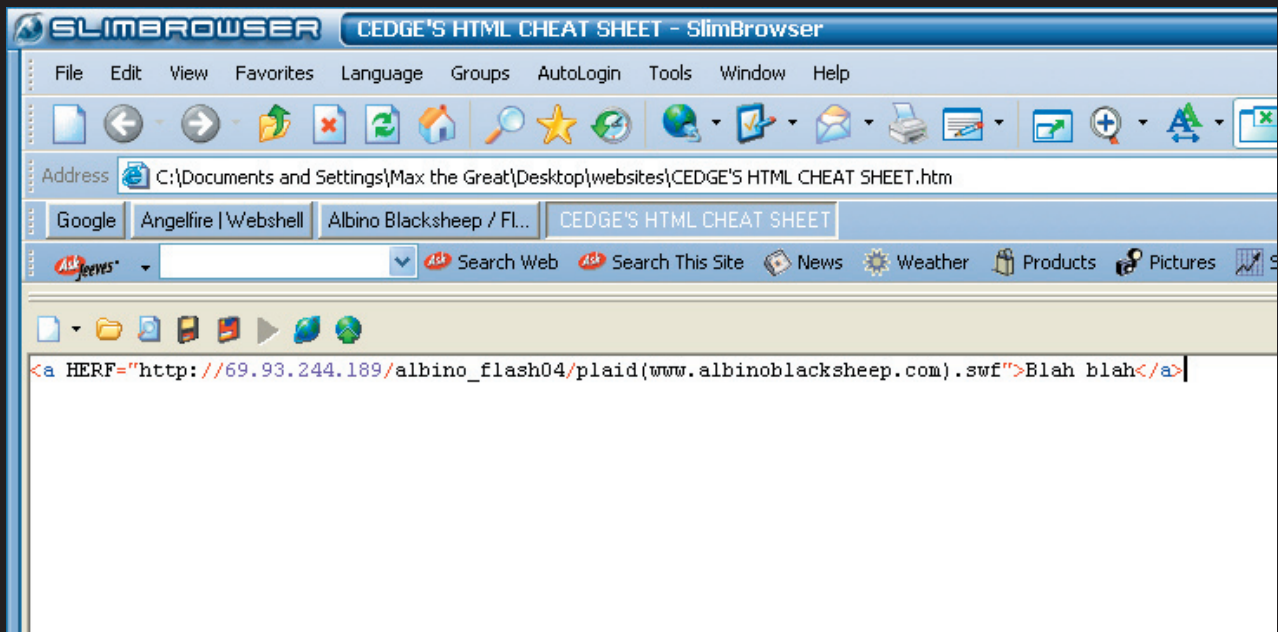 SLIMBROWSER CEDGE'S HTML CHEAT SHEET - SlimBrowser
File Edit View Favorites Language Groups AutoLogin Tools Window Help
Address C:\Documents and Settings\Max the Great\Desktop\websites\CEDGE'S HTML CHEAT SHEET.htm
Google Angelfire | Webshell Albino Blacksheep / Fl... CEDGE'S HTML CHEAT SHEET
Ask Jeeves Ask Search Web Ask Search This Site News Weather Products Pictures S
<a HERF="http://69.93.244.189/albino_flash04/plaid(www.albinoblacksheep.com).swf">Blah blah</a>